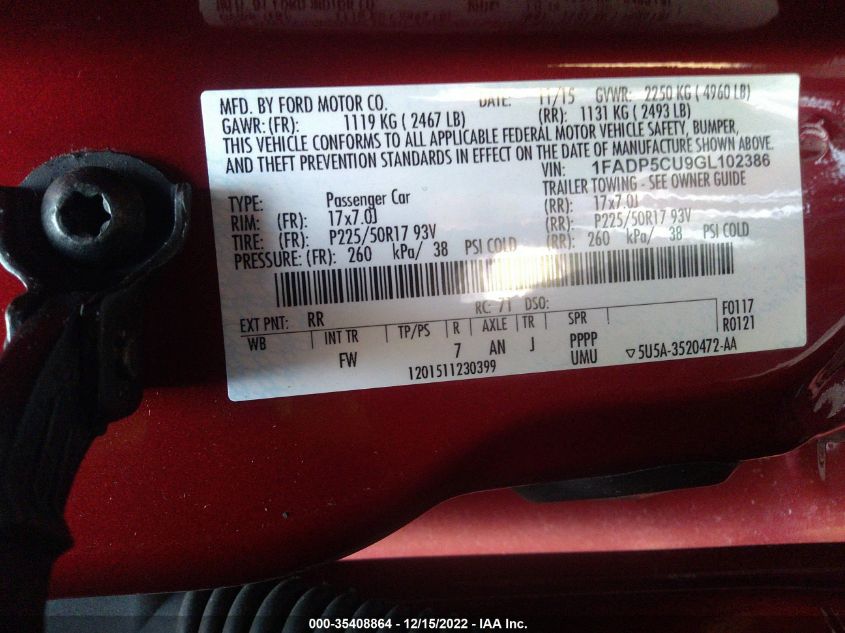 MFD. BY FORD MOTOR CO. DATE: 11/15 GVWR: 2250 KG ( 4960 LB)
GAWR: (FR): 1119 KG ( 2467 LB) (RR): 1131 KG ( 2493 LB)
THIS VEHICLE CONFORMS TO ALL APPLICABLE FEDERAL MOTOR VEHICLE SAFETY, BUMPER,
AND THEFT PREVENTION STANDARDS IN EFFECT ON THE DATE OF MANUFACTURE SHOWN ABOVE.
VIN: 1FADP5CU9GL102386
TYPE: Passenger Car TRAILER TOWING - SEE OWNER GUIDE
RIM: (FR): 17x7.0J (RR): 17x7.0J
TIRE: (FR): P225/50R17 93V (RR): P225/50R17 93V
PRESSURE: (FR): 260 kPa/ 38 PSI COLD (RR): 260 kPa/ 38 PSI COLD
RC: 71 DSO:
EXT PNT: RR F0117
WB INT TR TP/PS R AXLE TR SPR R0121
FW 7 AN J PPPP
UMU 5U5A-3520472-AA
1201511230399
000-35408864 - 12/15/2022 - IAA Inc.